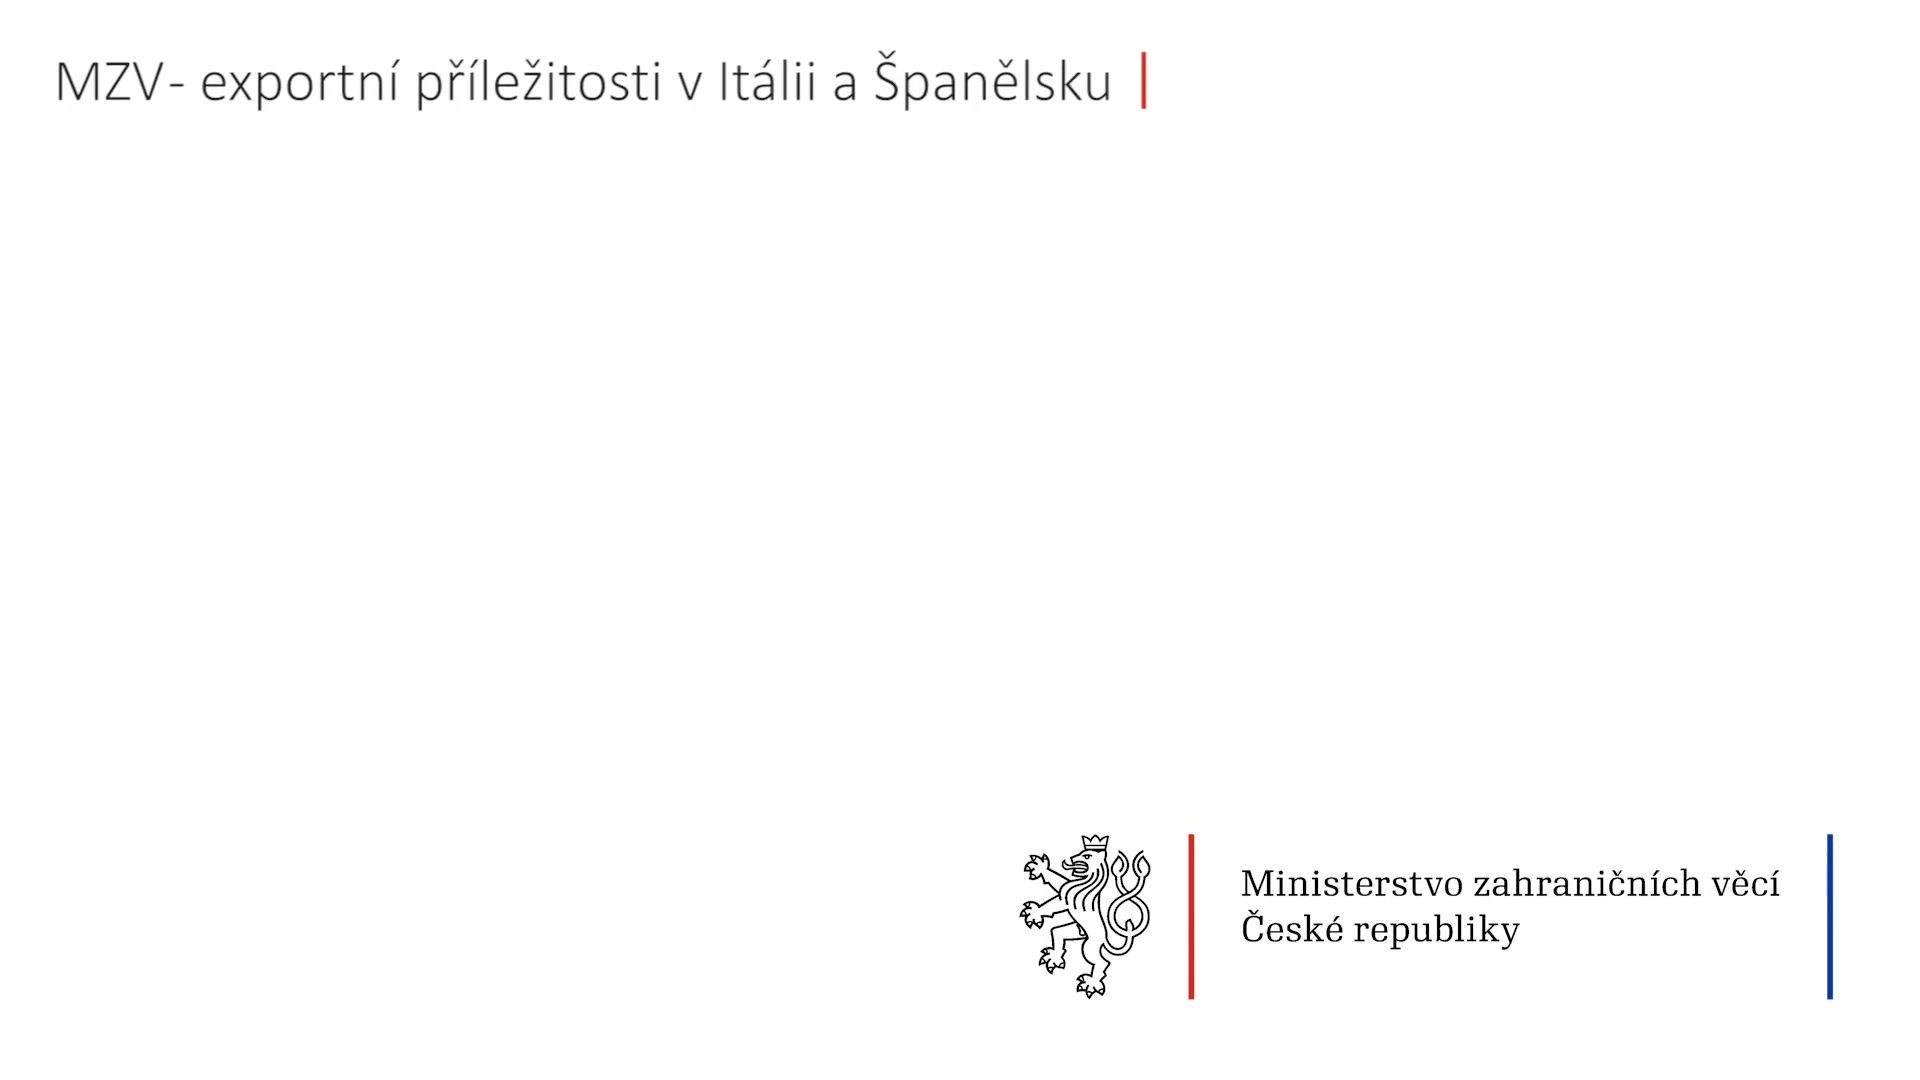 MZV- exportní příležitosti v Itálii a Španělsku
Ministerstvo zahraničních věcí
České republiky